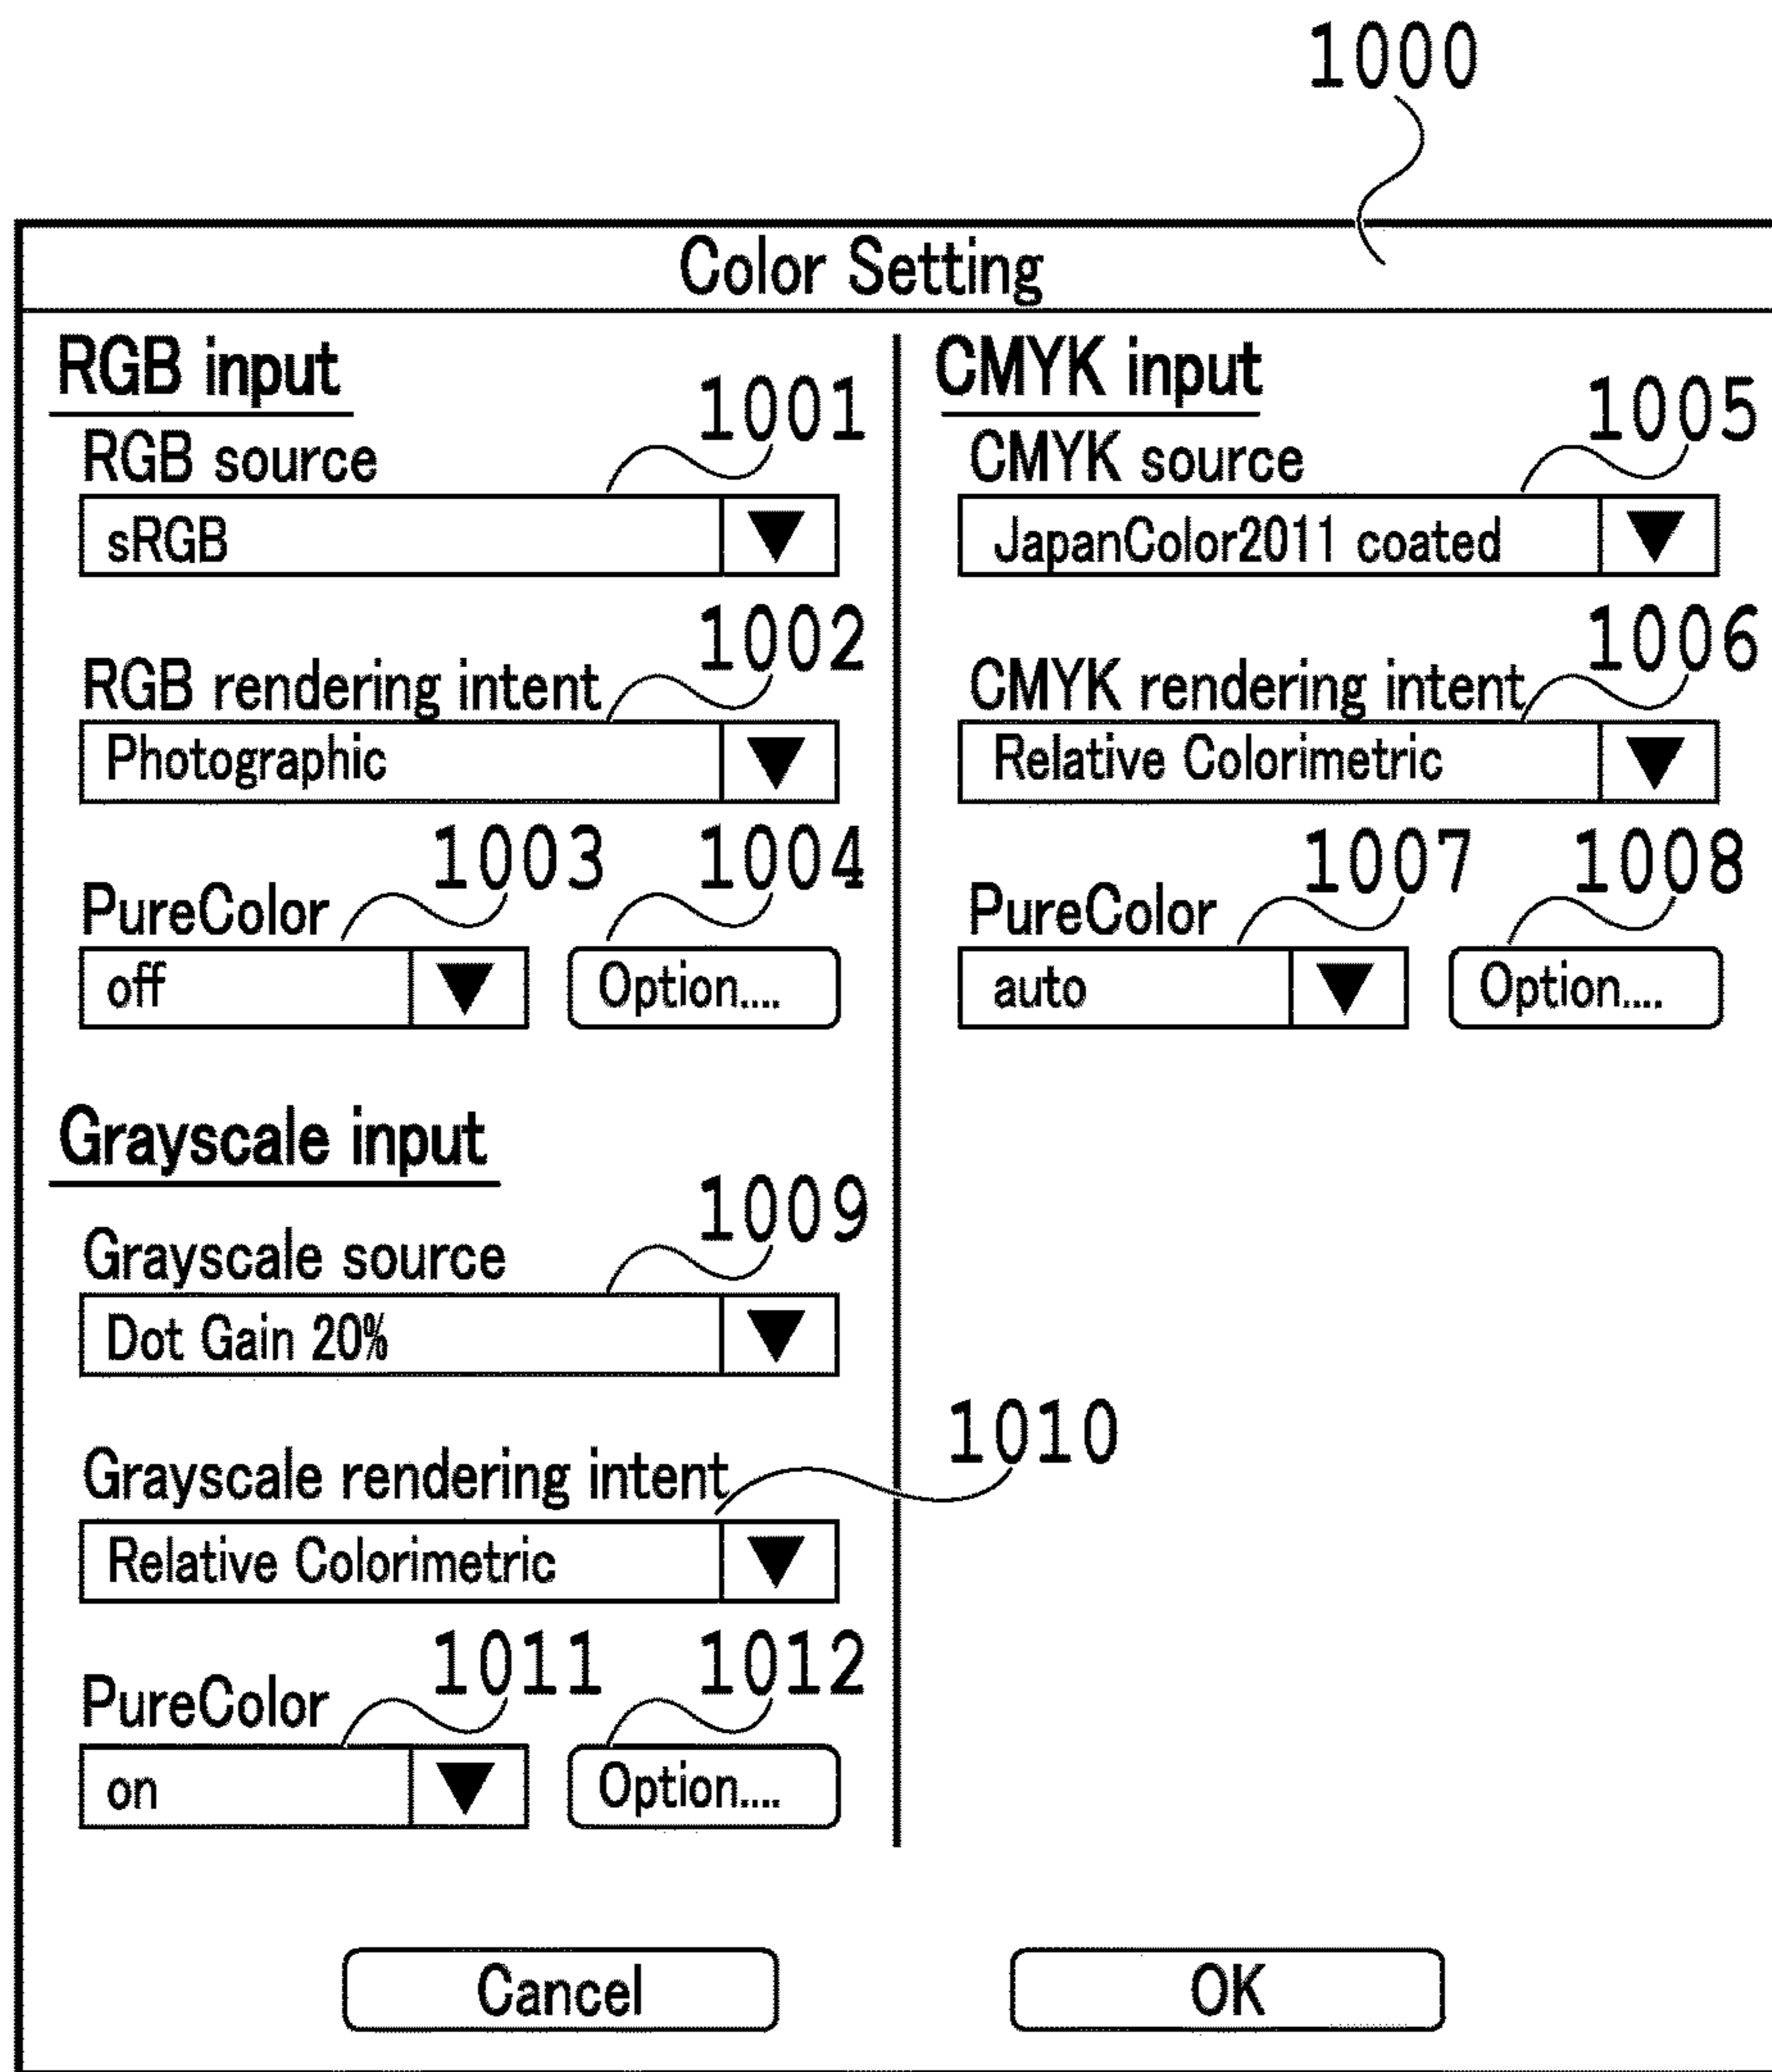 1000
Color Setting
RGB input
1001
RGB source
sRGB
1002
RGB rendering intent
Photographic
1003 1004
PureColor
off Option....
Grayscale input
1009
Grayscale source
Dot Gain 20%
1010
Grayscale rendering intent
Relative Colorimetric
1011 1012
PureColor
on Option....
CMYK input
1005
CMYK source
JapanColor2011 coated
1006
CMYK rendering intent
Relative Colorimetric
1007 1008
PureColor
auto Option....
Cancel OK